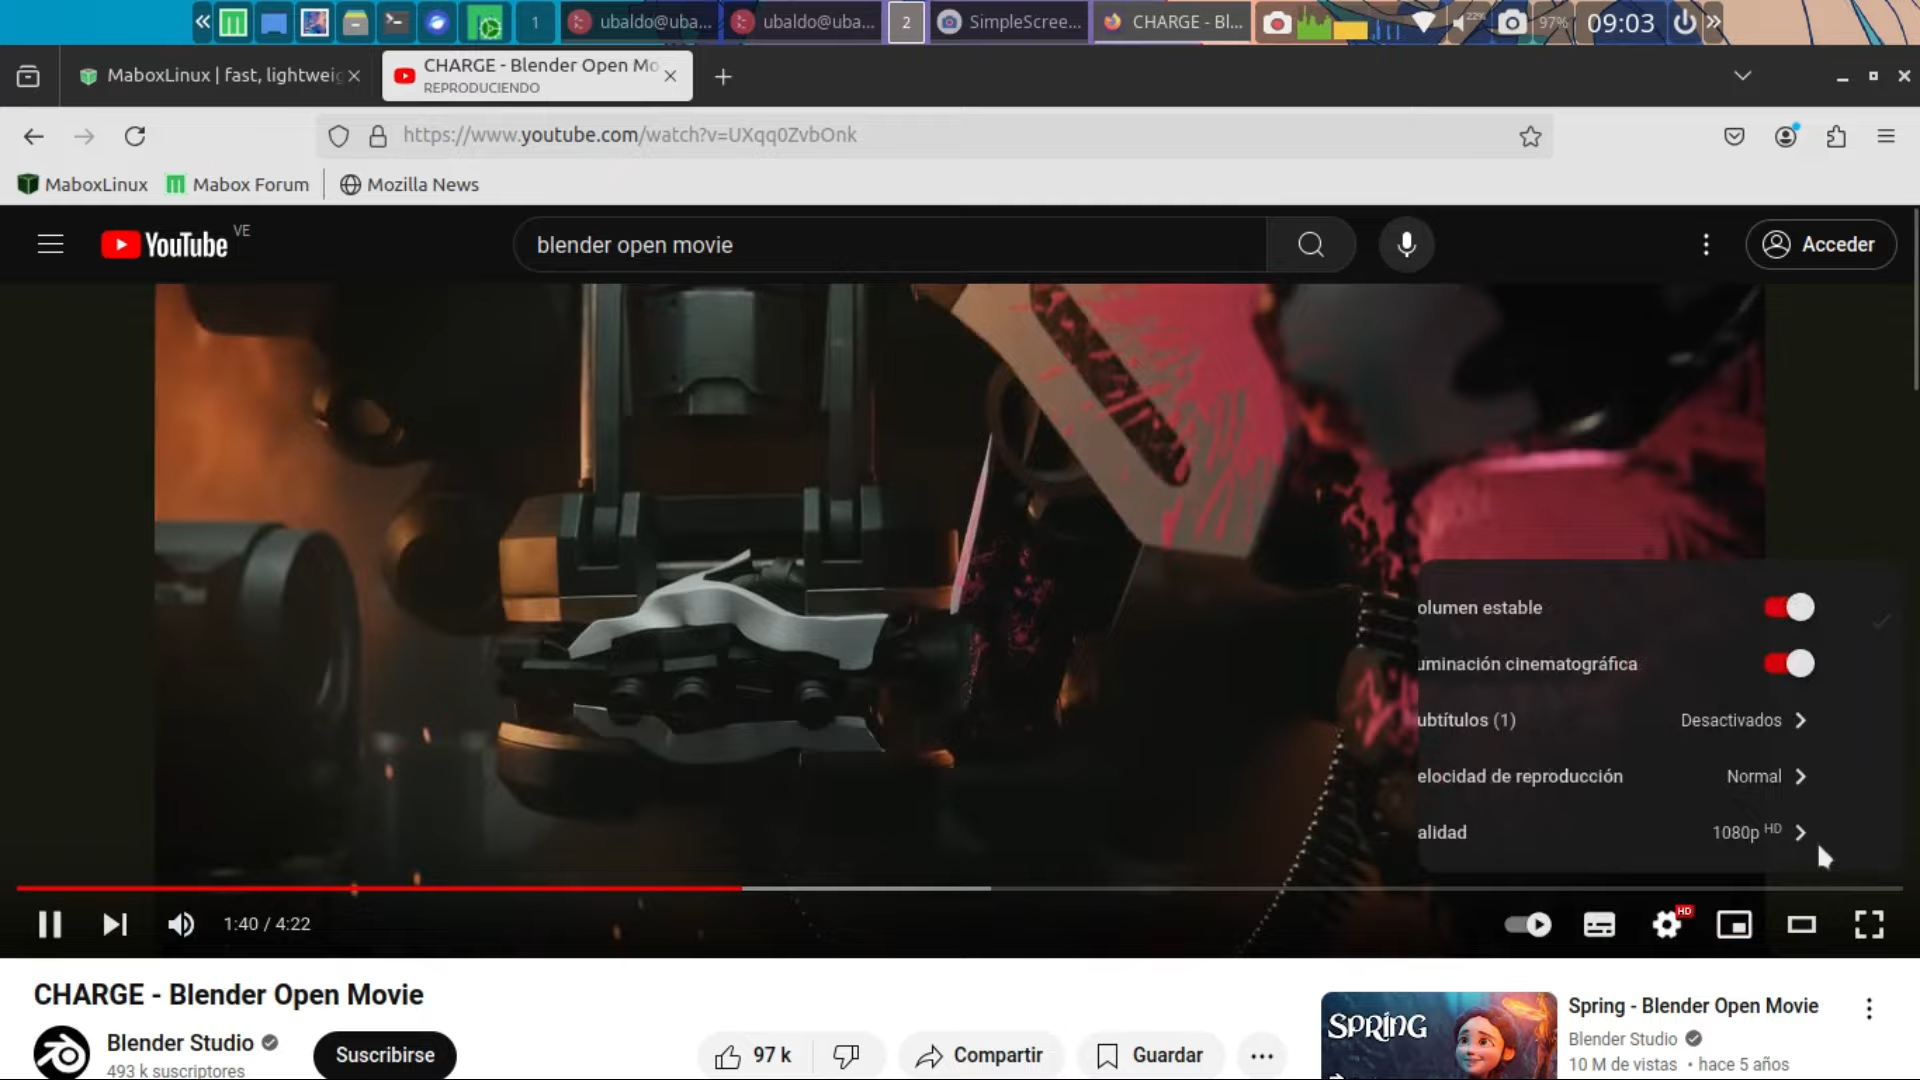 1 ubaldo@uba... ubaldo@uba... 2 SimpleScree... CHARGE - Bl... 22% 97% 09:03
MaboxLinux | fast, lightweig
CHARGE - Blender Open Mo
REPRODUCIENDO
https://www.youtube.com/watch?v=UXqq0ZvbOnk
MaboxLinux Mabox Forum Mozilla News
YouTube VE
blender open movie
Acceder
olumen estable
uminación cinematográfica
ubtítulos (1) Desactivados
elocidad de reproducción Normal
alidad 1080p HD
1:40 / 4:22
HD
CHARGE - Blender Open Movie
Blender Studio
493 k suscriptores
Suscribirse
97 k
Compartir
Guardar
SPRING
Spring - Blender Open Movie
Blender Studio
10 M de vistas • hace 5 años